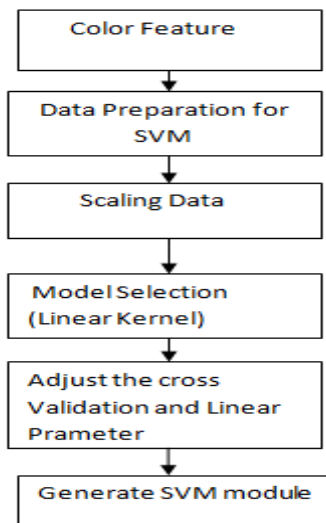 Color Feature
Data Preparation for
SVM
Scaling Data
Model Selection
(Linear Kernel)
Adjust the cross
Validation and Linear
Prameter
Generate SVM module